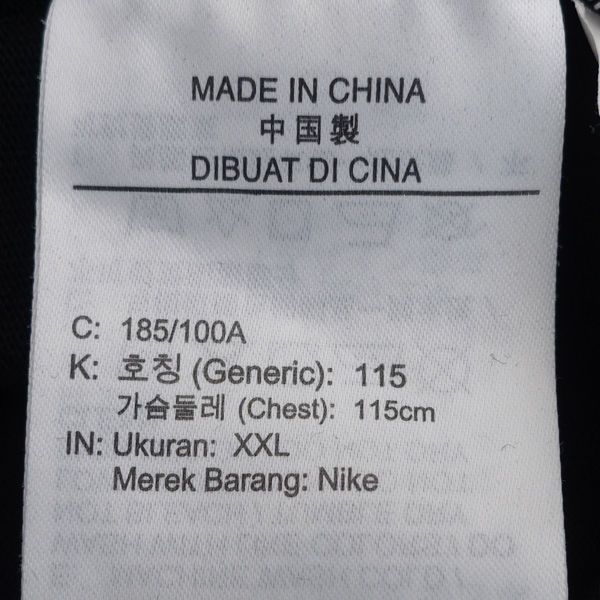 MADE IN CHINA
中国製
DIBUAT DI CINA
C: 185/100A
K: 호칭 (Generic): 115
가슴둘레 (Chest): 115cm
IN: Ukuran: XXL
Merek Barang: Nike